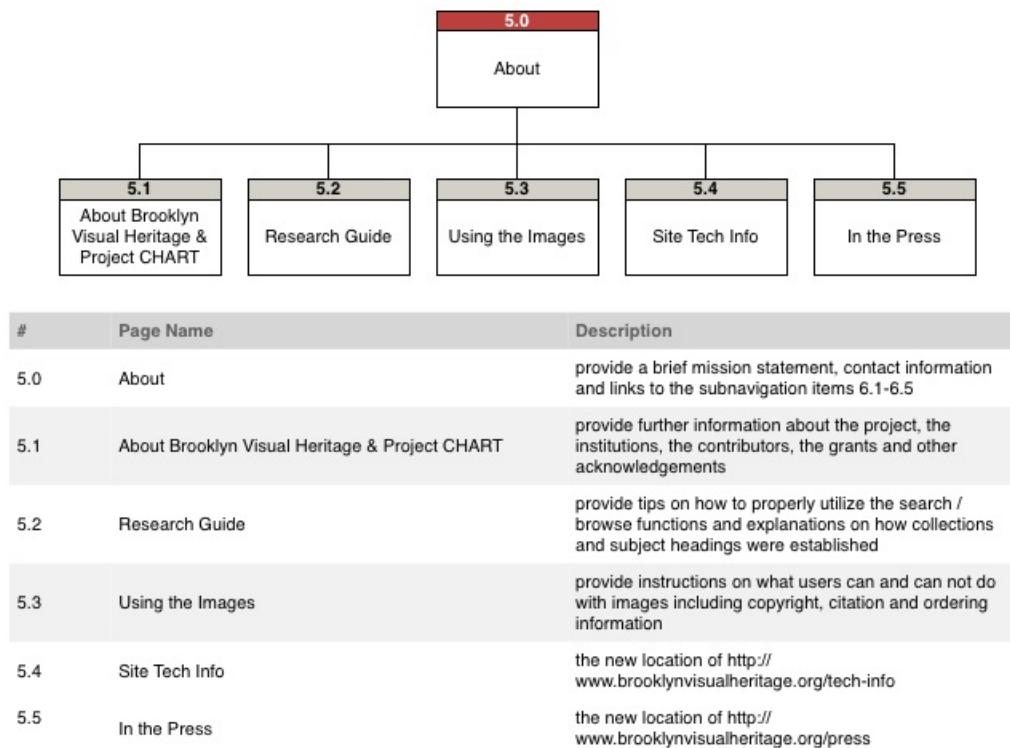 5.0
About
5.1
About Brooklyn
Visual Heritage &
Project CHART
5.2
Research Guide
5.3
Using the Images
5.4
Site Tech Info
5.5
In the Press
# Page Name Description
5.0 About provide a brief mission statement, contact information
and links to the subnavigation items 6.1-6.5
5.1 About Brooklyn Visual Heritage & Project CHART provide further information about the project, the
institutions, the contributors, the grants and other
acknowledgements
5.2 Research Guide provide tips on how to properly utilize the search /
browse functions and explanations on how collections
and subject headings were established
5.3 Using the Images provide instructions on what users can and can not do
with images including copyright, citation and ordering
information
5.4 Site Tech Info the new location of http://
www.brooklynvisualheritage.org/tech-info
5.5 In the Press the new location of http://
www.brooklynvisualheritage.org/press